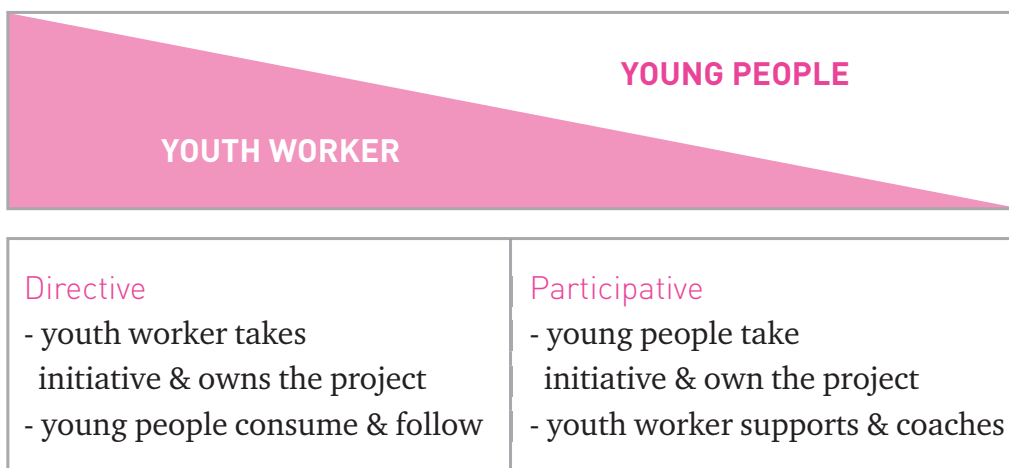 YOUNG PEOPLE
YOUTH WORKER
Directive
- youth worker takes
initiative & owns the project
- young people consume & follow
Participative
- young people take
initiative & own the project
- youth worker supports & coaches